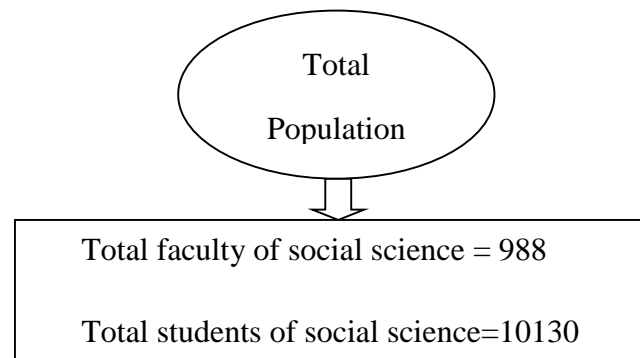 Total
Population
Total faculty of social science = 988
Total students of social science=10130